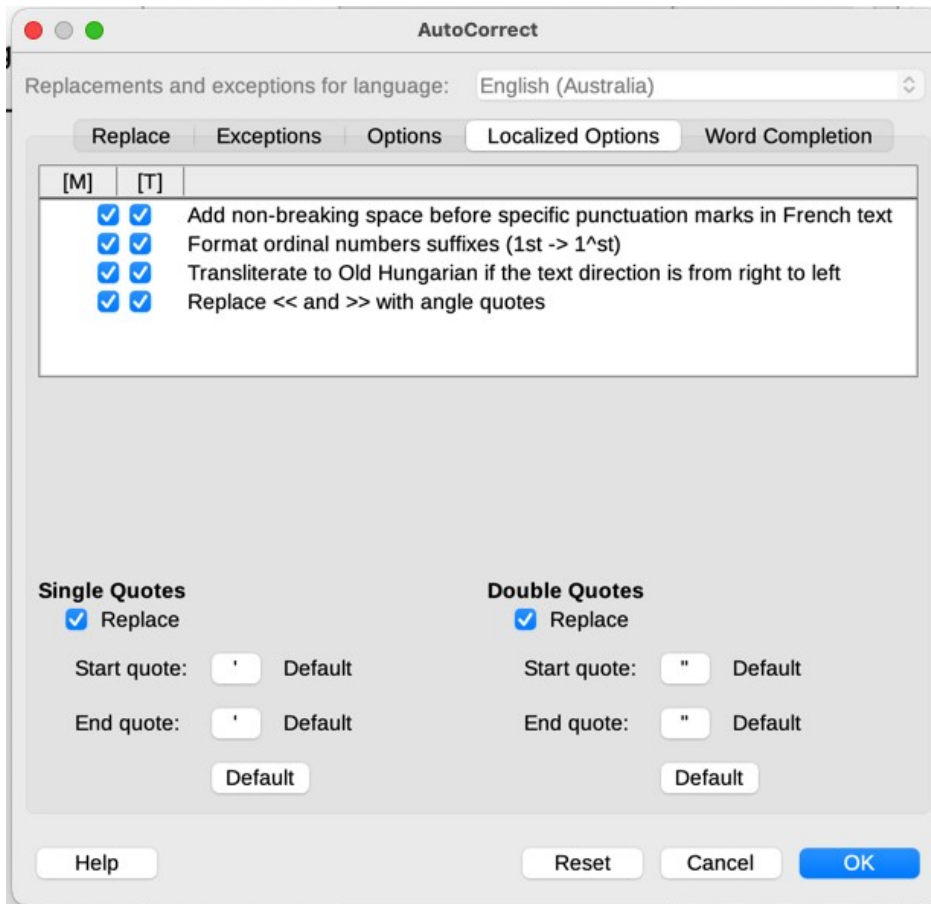 AutoCorrect
Replacements and exceptions for language: English (Australia)
Replace Exceptions Options Localized Options Word Completion
[M] [T]
Add non-breaking space before specific punctuation marks in French text
Format ordinal numbers suffixes (1st -> 1^st)
Transliterate to Old Hungarian if the text direction is from right to left
Replace << and >> with angle quotes
Single Quotes Double Quotes
Replace Replace
Start quote: ' Default Start quote: " Default
End quote: ' Default End quote: " Default
Default Default
Help Reset Cancel OK